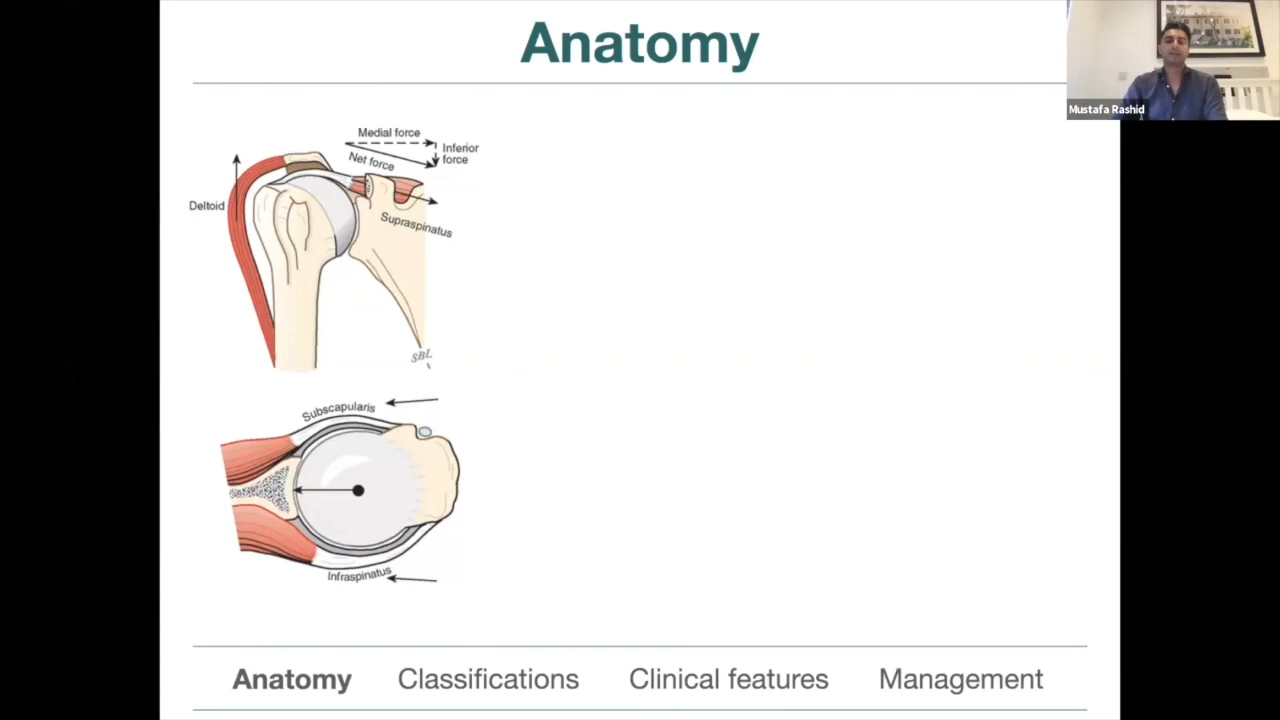 Anatomy
Mustafa Rashid
Medial force
Inferior
force
Net force
Deltoid
Supraspinatus
SBL
Subscapularis
Infraspinatus
Anatomy Classifications Clinical features Management